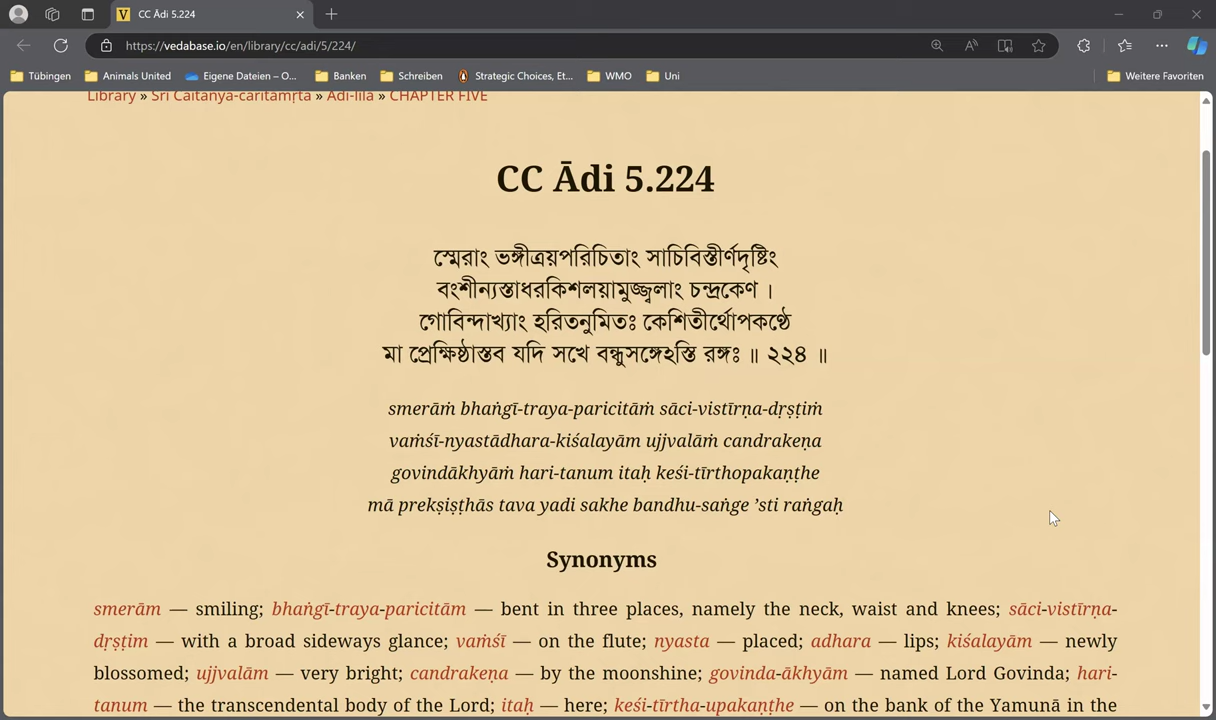 CC Ādi 5.224
https://vedabase.io/en/library/cc/adi/5/224/
Tübingen
Animals United
Eigene Dateien – O...
Banken
Schreiben
Strategic Choices, Et...
WMO
Uni
Weitere Favoriten
Library » Śrī Caitanya-caritāmṛta » Ādi-līlā » CHAPTER FIVE
CC Ādi 5.224
স্মেরাং ভঙ্গীত্রয়পরিচিতাং সাচিবিস্তীর্ণদৃষ্টিং
বংশীন্যস্তাধরকিশলয়ামুজ্জ্বলাং চন্দ্রকেণ ।
গোবিন্দাখ্যাং হরিতনুমিতঃ কেশিতীর্থোপকণ্ঠে
মা প্রেক্ষিষ্ঠাস্তব যদি সখে বন্ধুসঙ্গেঽস্তি রঙ্গঃ ॥ ২২৪ ॥
smerāṁ bhaṅgī-traya-paricitāṁ sāci-vistīrṇa-dṛṣṭiṁ
vaṁśī-nyastādhara-kiśalayām ujjvalāṁ candrakeṇa
govindākhyāṁ hari-tanum itaḥ keśi-tīrthopakaṇṭhe
mā prekṣiṣṭhās tava yadi sakhe bandhu-saṅge ’sti raṅgaḥ
Synonyms
smerām — smiling; bhaṅgī-traya-paricitām — bent in three places, namely the neck, waist and knees; sāci-vistīrṇa-
dṛṣṭim — with a broad sideways glance; vaṁśī — on the flute; nyasta — placed; adhara — lips; kiśalayām — newly
blossomed; ujjvalām — very bright; candrakeṇa — by the moonshine; govinda-ākhyām — named Lord Govinda; hari-
tanum — the transcendental body of the Lord; itaḥ — here; keśi-tīrtha-upakaṇṭhe — on the bank of the Yamunā in the